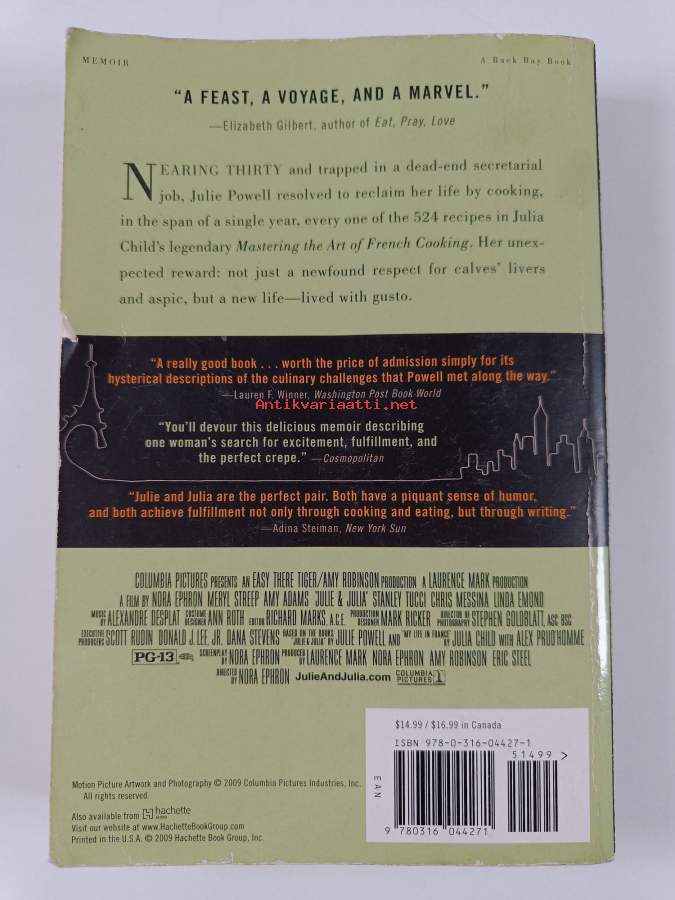 MEMOIR
A Back Bay Book
“A FEAST, A VOYAGE, AND A MARVEL.”
—Elizabeth Gilbert, author of Eat, Pray, Love
NEARING THIRTY and trapped in a dead-end secretarial
job, Julie Powell resolved to reclaim her life by cooking,
in the span of a single year, every one of the 524 recipes in Julia
Child’s legendary Mastering the Art of French Cooking. Her unex-
pected reward: not just a newfound respect for calves’ livers
and aspic, but a new life—lived with gusto.
“A really good book . . . worth the price of admission simply for its
hysterical descriptions of the culinary challenges that Powell met along the way.”
—Lauren F. Winner, Washington Post Book World
Antikvariaatti.net
“You’ll devour this delicious memoir describing
one woman’s search for excitement, fulfillment, and
the perfect crepe.” —Cosmopolitan
“Julie and Julia are the perfect pair. Both have a piquant sense of humor,
and both achieve fulfillment not only through cooking and eating, but through writing.”
—Adina Steiman, New York Sun
COLUMBIA PICTURES PRESENTS AN EASY THERE TIGER/AMY ROBINSON PRODUCTION A LAURENCE MARK PRODUCTION
A FILM BY NORA EPHRON MERYL STREEP AMY ADAMS "JULIE & JULIA" STANLEY TUCCI CHRIS MESSINA LINDA EMOND
MUSIC BY ALEXANDRE DESPLAT COSTUME DESIGNER ANN ROTH EDITOR RICHARD MARKS, A.C.E. PRODUCTION DESIGNER MARK RICKER DIRECTOR OF PHOTOGRAPHY STEPHEN GOLDBLATT, ASC BSC
EXECUTIVE PRODUCERS SCOTT RUDIN DONALD J. LEE, JR. DANA STEVENS BASED ON THE BOOKS "JULIE & JULIA" BY JULIE POWELL AND "MY LIFE IN FRANCE" BY JULIA CHILD WITH ALEX PRUD'HOMME
PG-13 SCREENPLAY BY NORA EPHRON PRODUCED BY LAURENCE MARK NORA EPHRON AMY ROBINSON ERIC STEEL
DIRECTED BY NORA EPHRON JulieAndJulia.com COLUMBIA PICTURES
$14.99 / $16.99 in Canada
ISBN 978-0-316-04427-1
51499>
EAN
9 780316 044271
Motion Picture Artwork and Photography © 2009 Columbia Pictures Industries, Inc.
All rights reserved.
Also available from hachette AUDIO
Visit our website at www.HachetteBookGroup.com
Printed in the U.S.A. © 2009 Hachette Book Group, Inc.